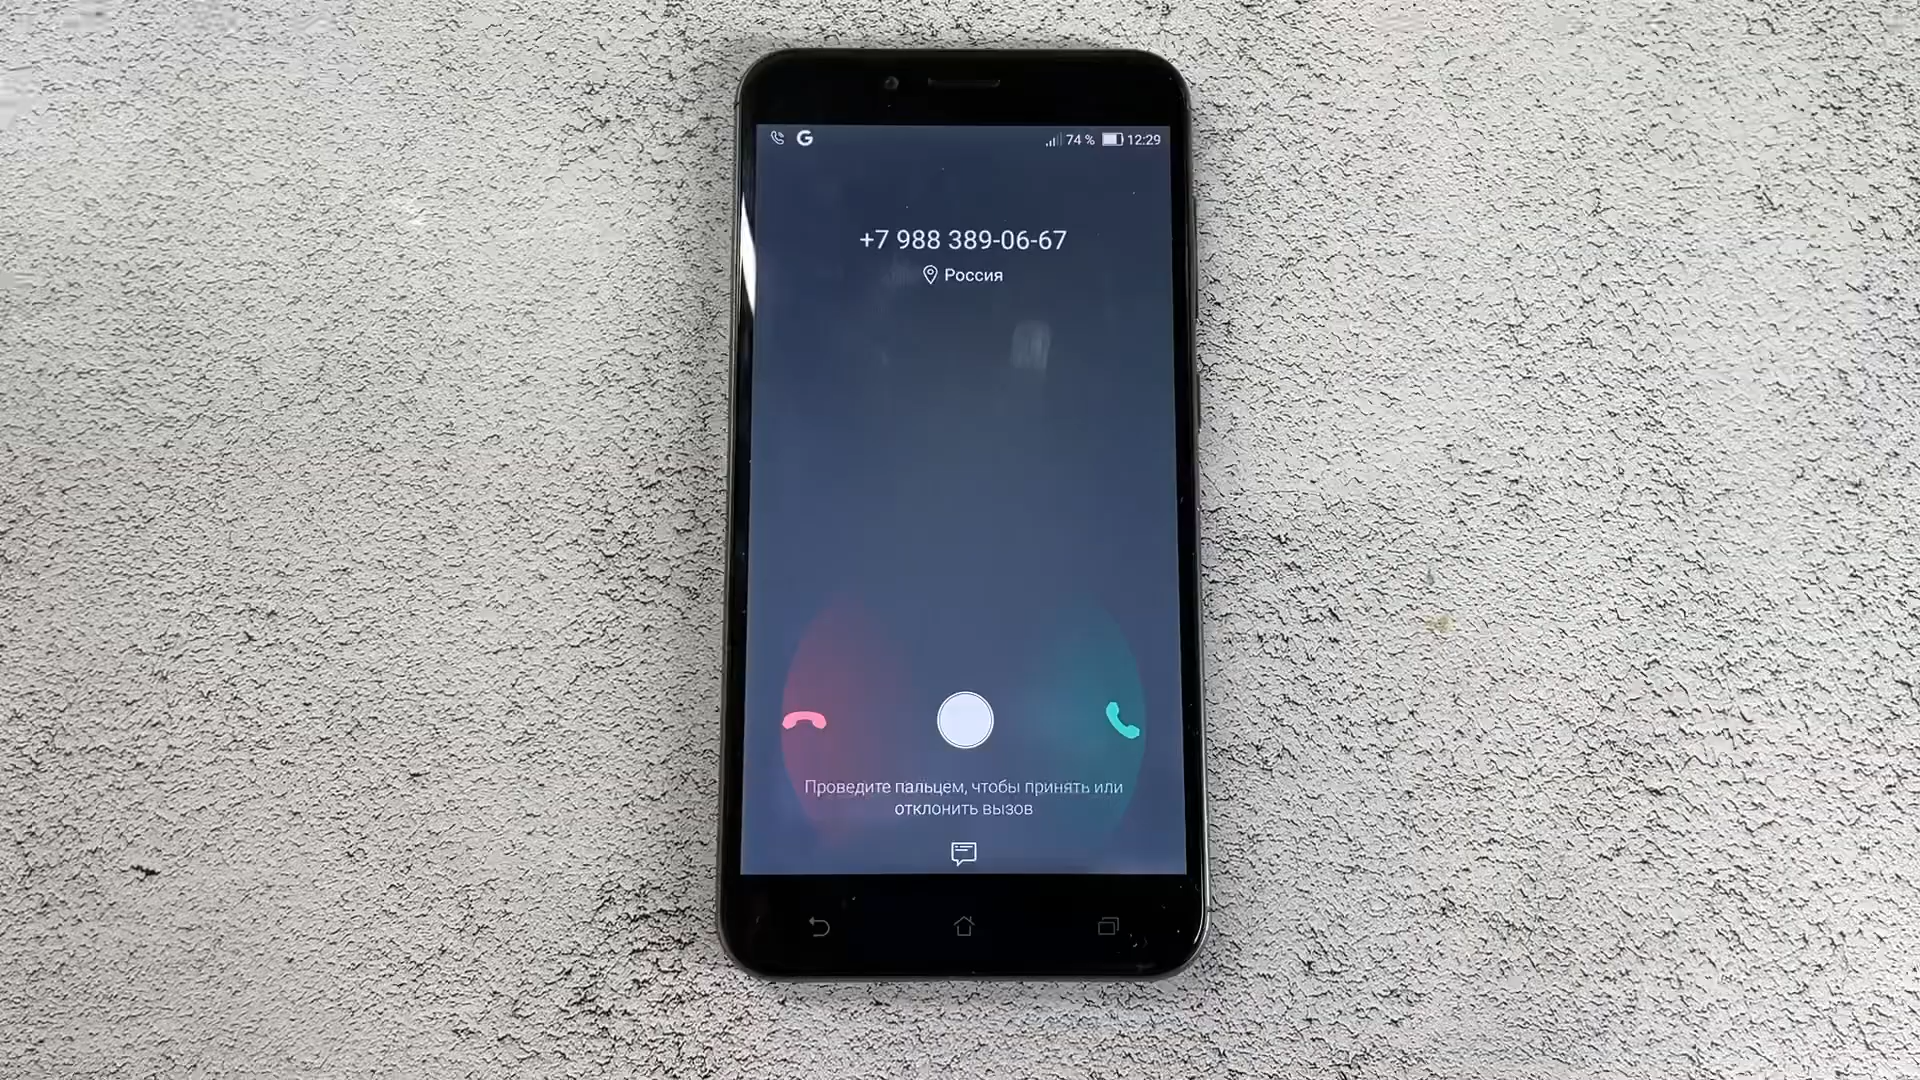 G 74 % 12:29
+7 988 389-06-67
Россия
Проведите пальцем, чтобы принять или
отклонить вызов